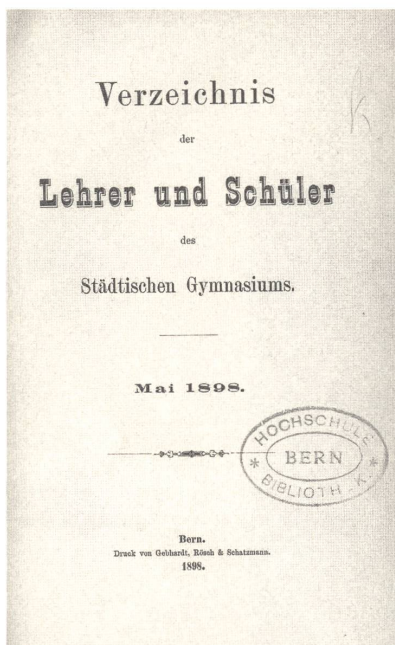 Verzeichnis
der
Lehrer und Schüler
des
Städtischen Gymnasiums.
Mai 1898.
HOCHSCHULE
BERN
BIBLIOTH.K.
Bern.
Druck von Gebhardt, Rösch & Schatzmann.
1898.